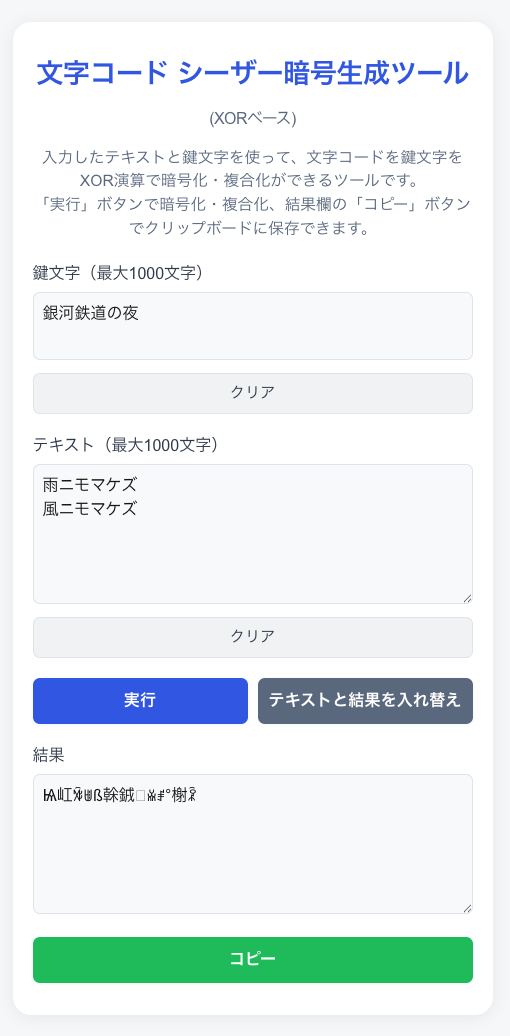 文字コード シーザー暗号生成ツール
(XORベース)
入力したテキストと鍵文字を使って、文字コードを鍵文字を
XOR演算で暗号化・複合化ができるツールです。
「実行」ボタンで暗号化・複合化、結果欄の「コピー」ボタン
でクリップボードに保存できます。
鍵文字（最大1000文字）
銀河鉄道の夜
クリア
テキスト（最大1000文字）
雨ニモマケズ
風ニモマケズ
クリア
実行
テキストと結果を入れ替え
結果
コピー